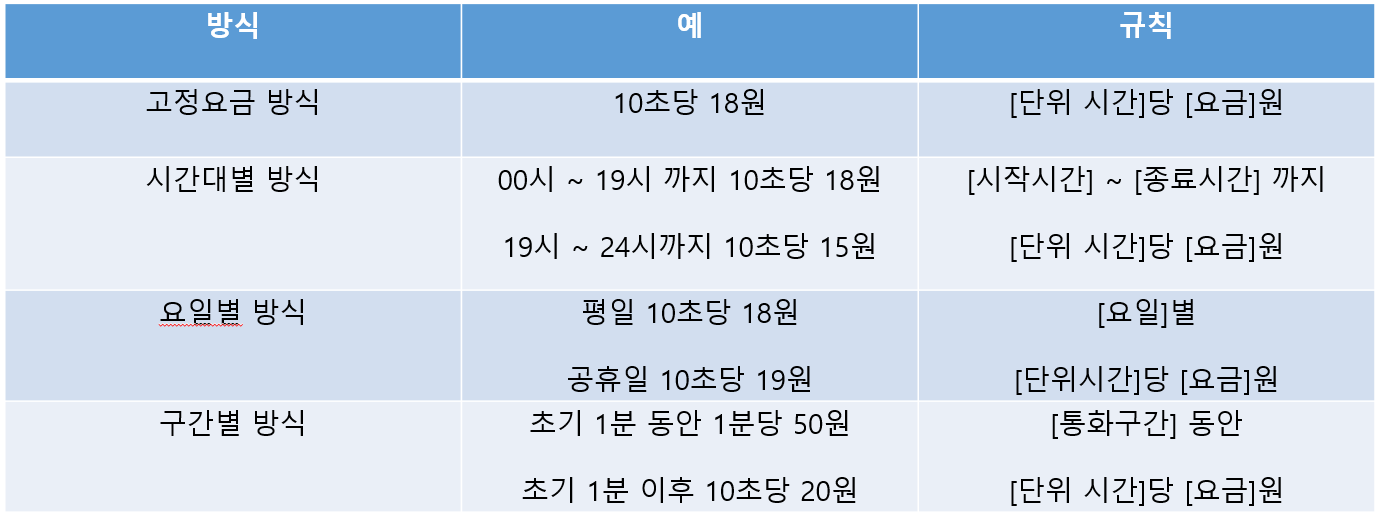 방식 예 규칙
고정요금 방식 10초당 18원 [단위 시간]당 [요금]원
시간대별 방식 00시 ~ 19시 까지 10초당 18원 [시작시간] ~ [종료시간] 까지
19시 ~ 24시까지 10초당 15원 [단위 시간]당 [요금]원
요일별 방식 평일 10초당 18원 [요일]별
공휴일 10초당 19원 [단위시간]당 [요금]원
구간별 방식 초기 1분 동안 1분당 50원 [통화구간] 동안
초기 1분 이후 10초당 20원 [단위 시간]당 [요금]원